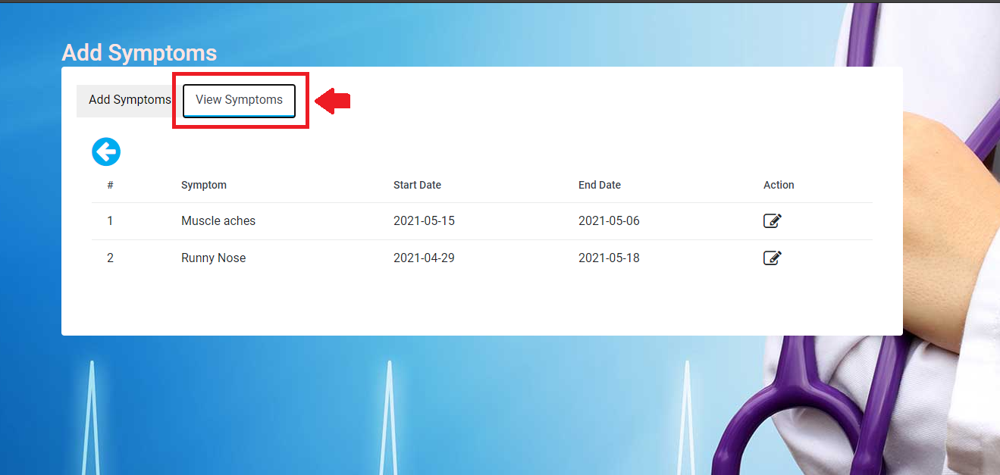 Add Symptoms
Add Symptoms View Symptoms
# Symptom Start Date End Date Action
1 Muscle aches 2021-05-15 2021-05-06
2 Runny Nose 2021-04-29 2021-05-18